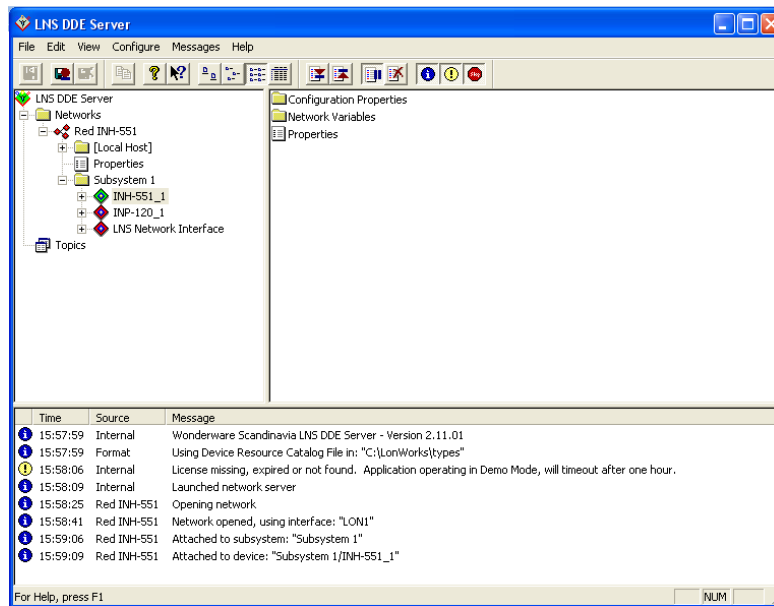 LNS DDE Server
File Edit View Configure Messages Help
LNS DDE Server
Networks
Red INH-551
[Local Host]
Properties
Subsystem 1
INH-551_1
INP-120_1
LNS Network Interface
Topics
Configuration Properties
Network Variables
Properties
Time Source Message
15:57:59 Internal Wonderware Scandinavia LNS DDE Server - Version 2.11.01
15:57:59 Format Using Device Resource Catalog File in: "C:\LonWorks\types"
15:58:06 Internal License missing, expired or not found. Application operating in Demo Mode, will timeout after one hour.
15:58:09 Internal Launched network server
15:58:25 Red INH-551 Opening network
15:58:41 Red INH-551 Network opened, using interface: "LON1"
15:59:06 Red INH-551 Attached to subsystem: "Subsystem 1"
15:59:09 Red INH-551 Attached to device: "Subsystem 1/INH-551_1"
For Help, press F1 NUM